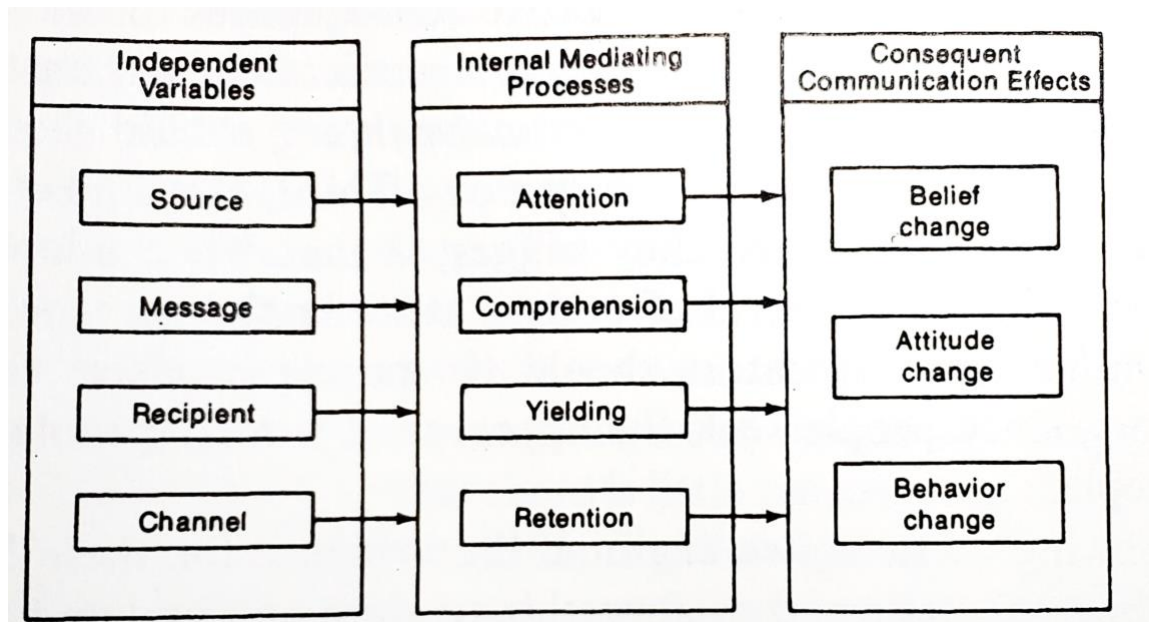 Independent
Variables
Internal Mediating
Processes
Consequent
Communication Effects
Source
Message
Recipient
Channel
Attention
Comprehension
Yielding
Retention
Belief
change
Attitude
change
Behavior
change